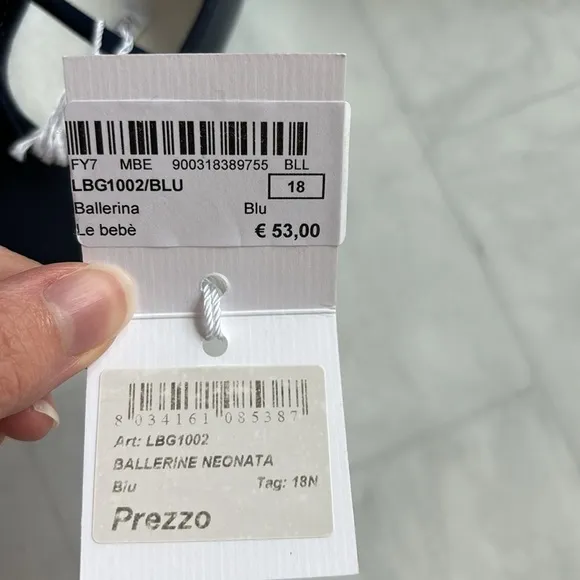 FY7 MBE 900318389755 BLL
LBG1002/BLU 18
Ballerina Blu
Le bebè € 53,00
8 034161 085387
Art: LBG1002
BALLERINE NEONATA
Blu Tag: 18N
Prezzo